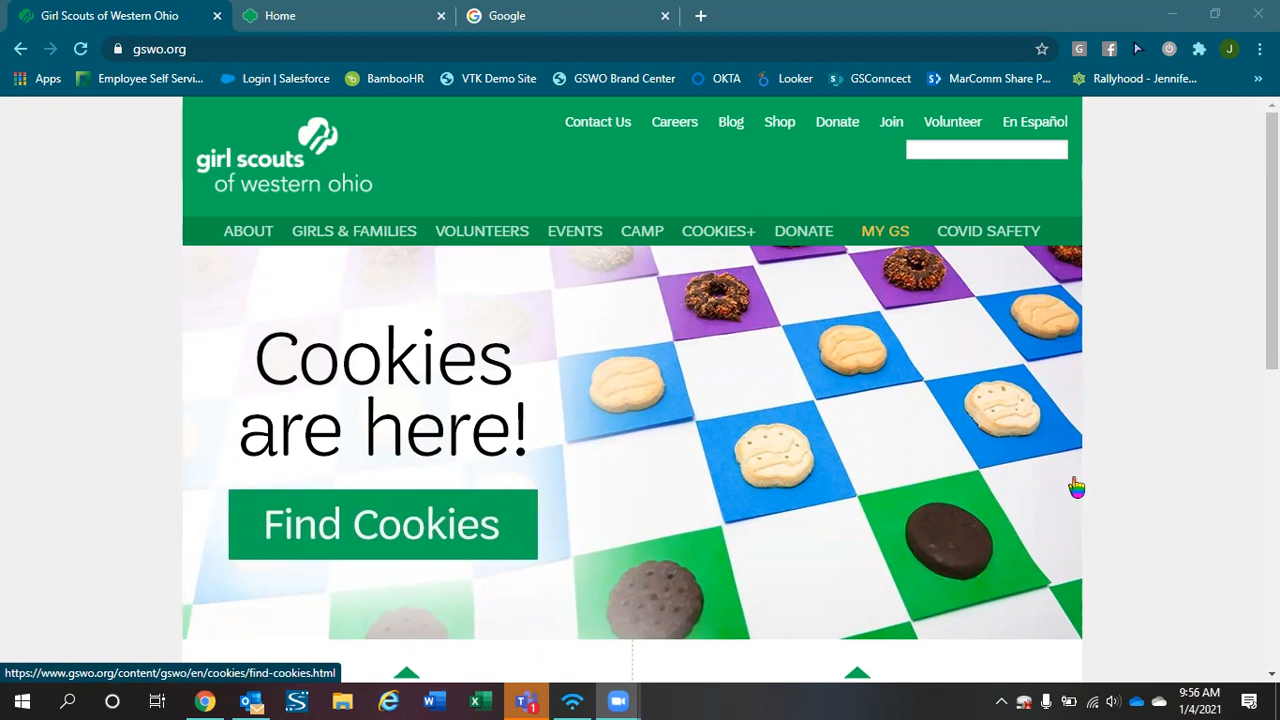 Girl Scouts of Western Ohio
Home
Google
gswo.org
J
Apps
Employee Self Servi...
Login | Salesforce
BambooHR
VTK Demo Site
GSWO Brand Center
OKTA
Looker
GSConnect
MarComm Share P...
Rallyhood - Jennife...
»
Contact Us
Careers
Blog
Shop
Donate
Join
Volunteer
En Español
girl scouts
of western ohio
ABOUT
GIRLS & FAMILIES
VOLUNTEERS
EVENTS
CAMP
COOKIES+
DONATE
MY GS
COVID SAFETY
Cookies
are here!
Find Cookies
https://www.gswo.org/content/gswo/en/cookies/find-cookies.html
1
9:56 AM
1/4/2021